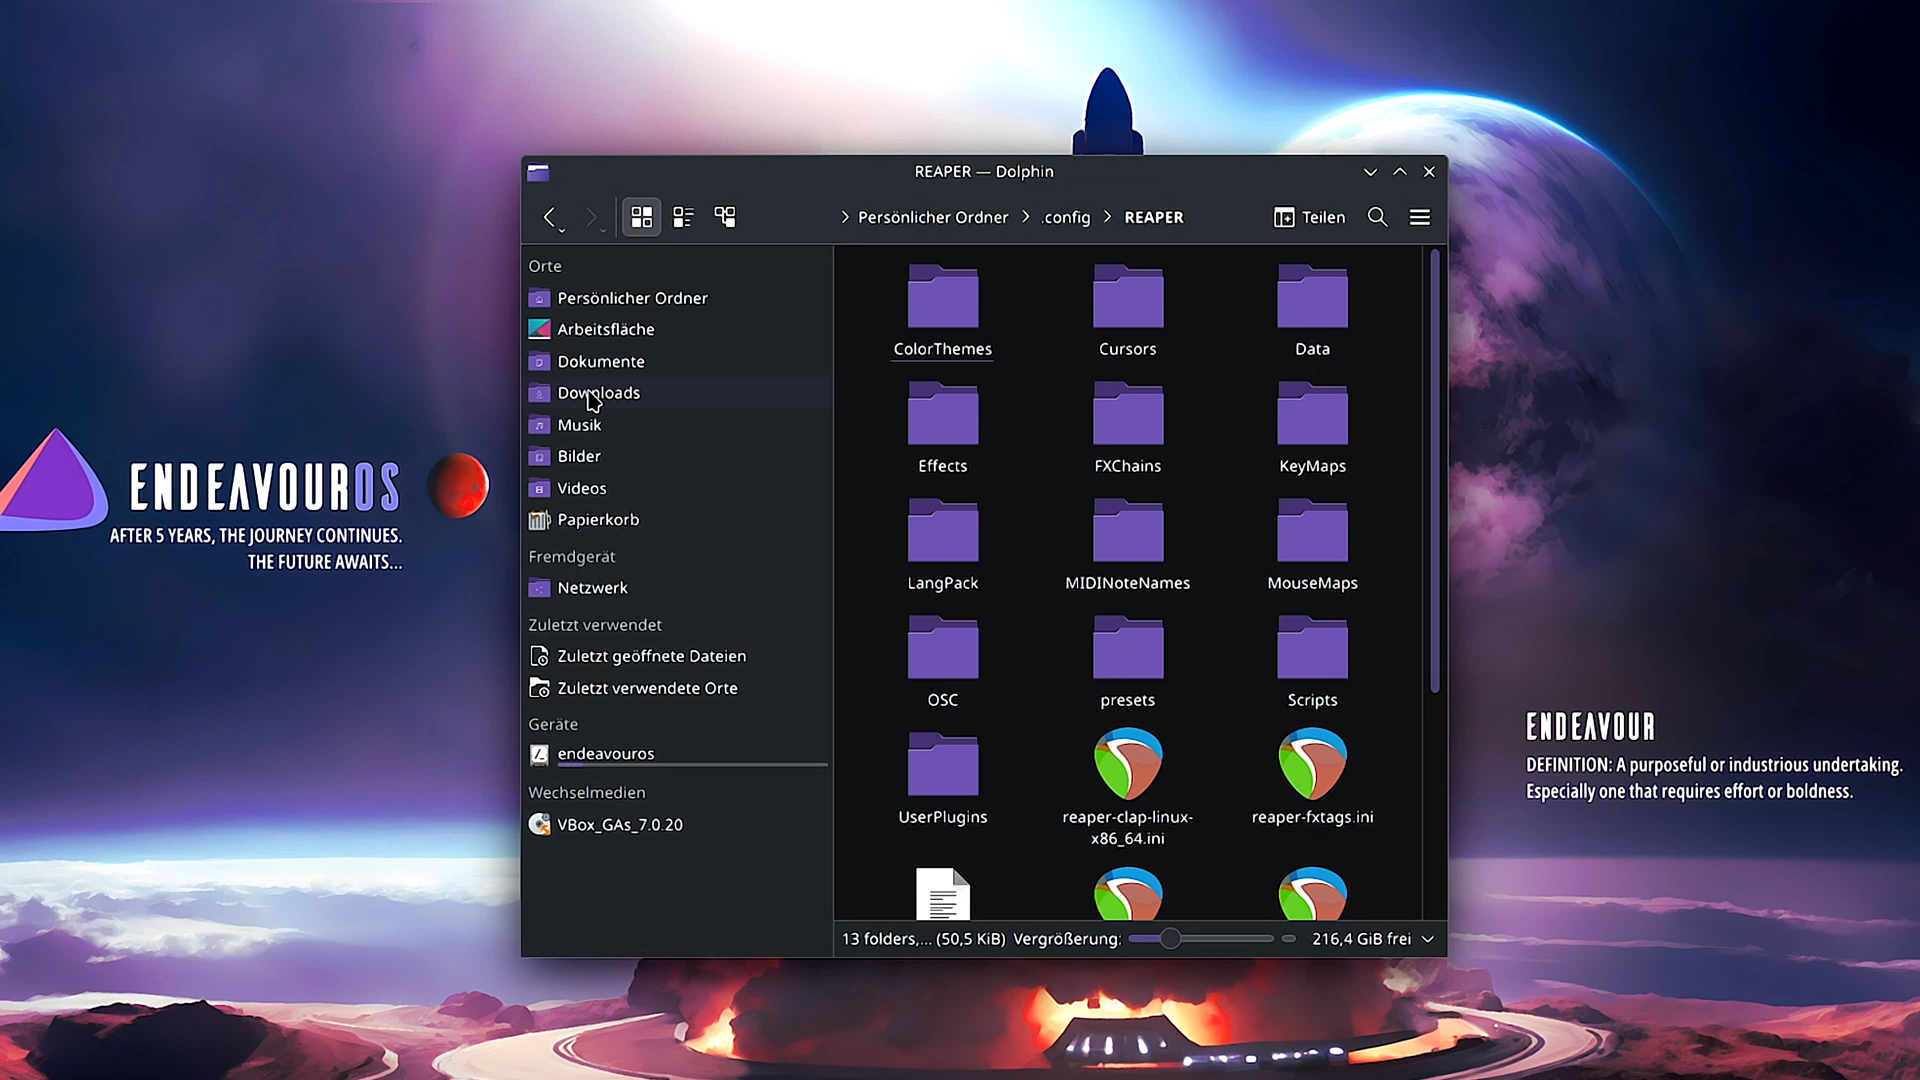 REAPER — Dolphin
Persönlicher Ordner
.config
REAPER
Teilen
Orte
Persönlicher Ordner
Arbeitsfläche
Dokumente
Downloads
Musik
Bilder
Videos
Papierkorb
Fremdgerät
Netzwerk
Zuletzt verwendet
Zuletzt geöffnete Dateien
Zuletzt verwendete Orte
Geräte
endeavouros
Wechselmedien
VBox_GAs_7.0.20
ColorThemes
Cursors
Data
Effects
FXChains
KeyMaps
LangPack
MIDINoteNames
MouseMaps
OSC
presets
Scripts
UserPlugins
reaper-clap-linux-
x86_64.ini
reaper-fxtags.ini
13 folders,... (50,5 KiB)
Vergrößerung:
216,4 GiB frei
ENDEAVOUROS
AFTER 5 YEARS, THE JOURNEY CONTINUES.
THE FUTURE AWAITS...
ENDEAVOUR
DEFINITION: A purposeful or industrious undertaking.
Especially one that requires effort or boldness.